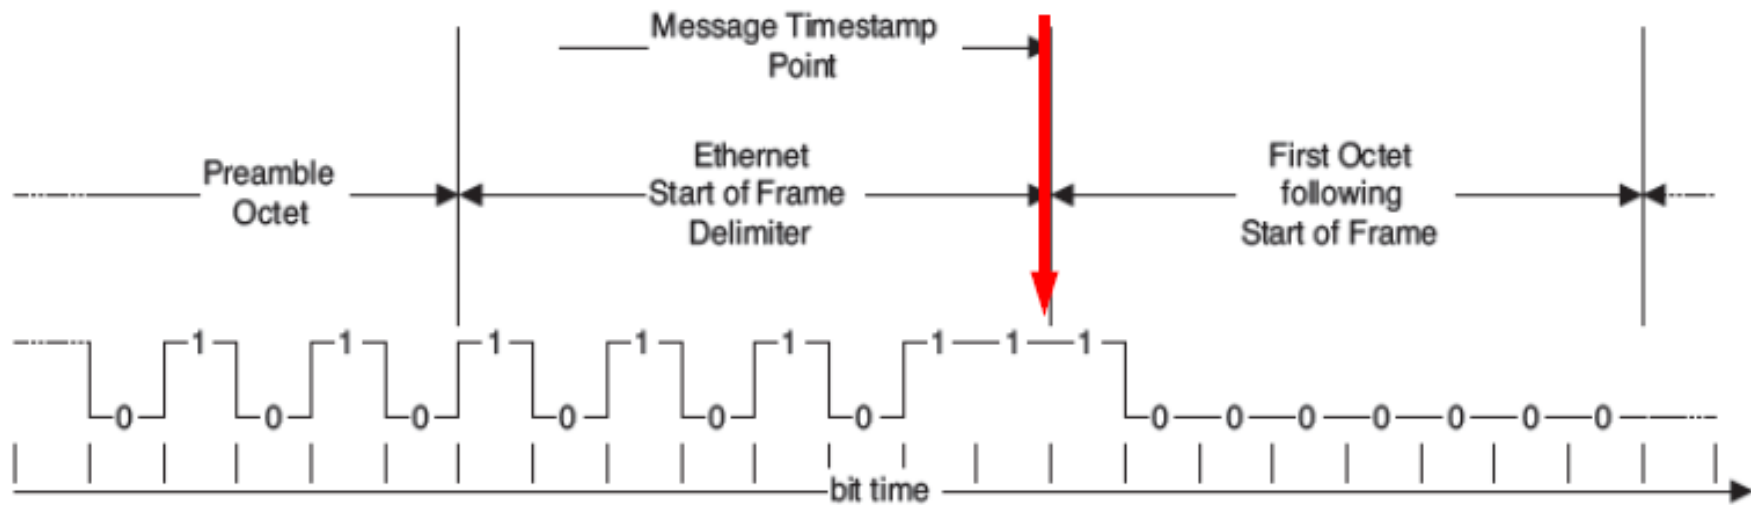 Message Timestamp
Point
Preamble
Octet
Ethernet
Start of Frame
Delimiter
First Octet
following
Start of Frame
0 1 0 1 0 1 0 1 0 1 0 1 1 1 0 0 0 0 0 0 0
bit time